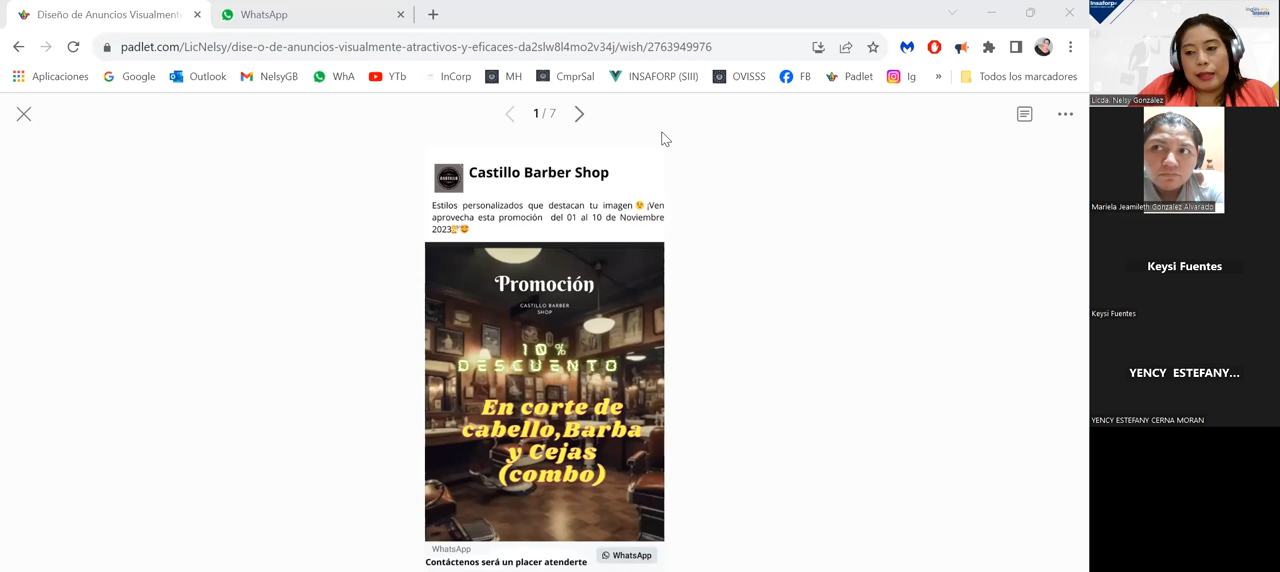 Diseño de Anuncios Visualment
WhatsApp
padlet.com/LicNelsy/dise-o-de-anuncios-visualmente-atractivos-y-eficaces-da2slw8l4mo2v34j/wish/2763949976
Aplicaciones Google Outlook NelsyGB WhA YTb InCorp MH CmprSal INSAFORP (SIII) OVISSS FB Padlet Ig » Todos los marcadores
1 / 7
Castillo Barber Shop
CASTILLO
Estilos personalizados que destacan tu imagen 😉 ¡Ven
aprovecha esta promoción del 01 al 10 de Noviembre
2023
Promoción
CASTILLO BARBER
SHOP
10%
DESCUENTO
En corte de
cabello,Barba
y Cejas
(combo)
WhatsApp
WhatsApp
Contáctenos será un placer atenderte
Insaforp
Licda. Nelsy González
Mariela Jeamileth Gonzalez Alvarado
Keysi Fuentes
Keysi Fuentes
YENCY ESTEFANY...
YENCY ESTEFANY CERNA MORAN